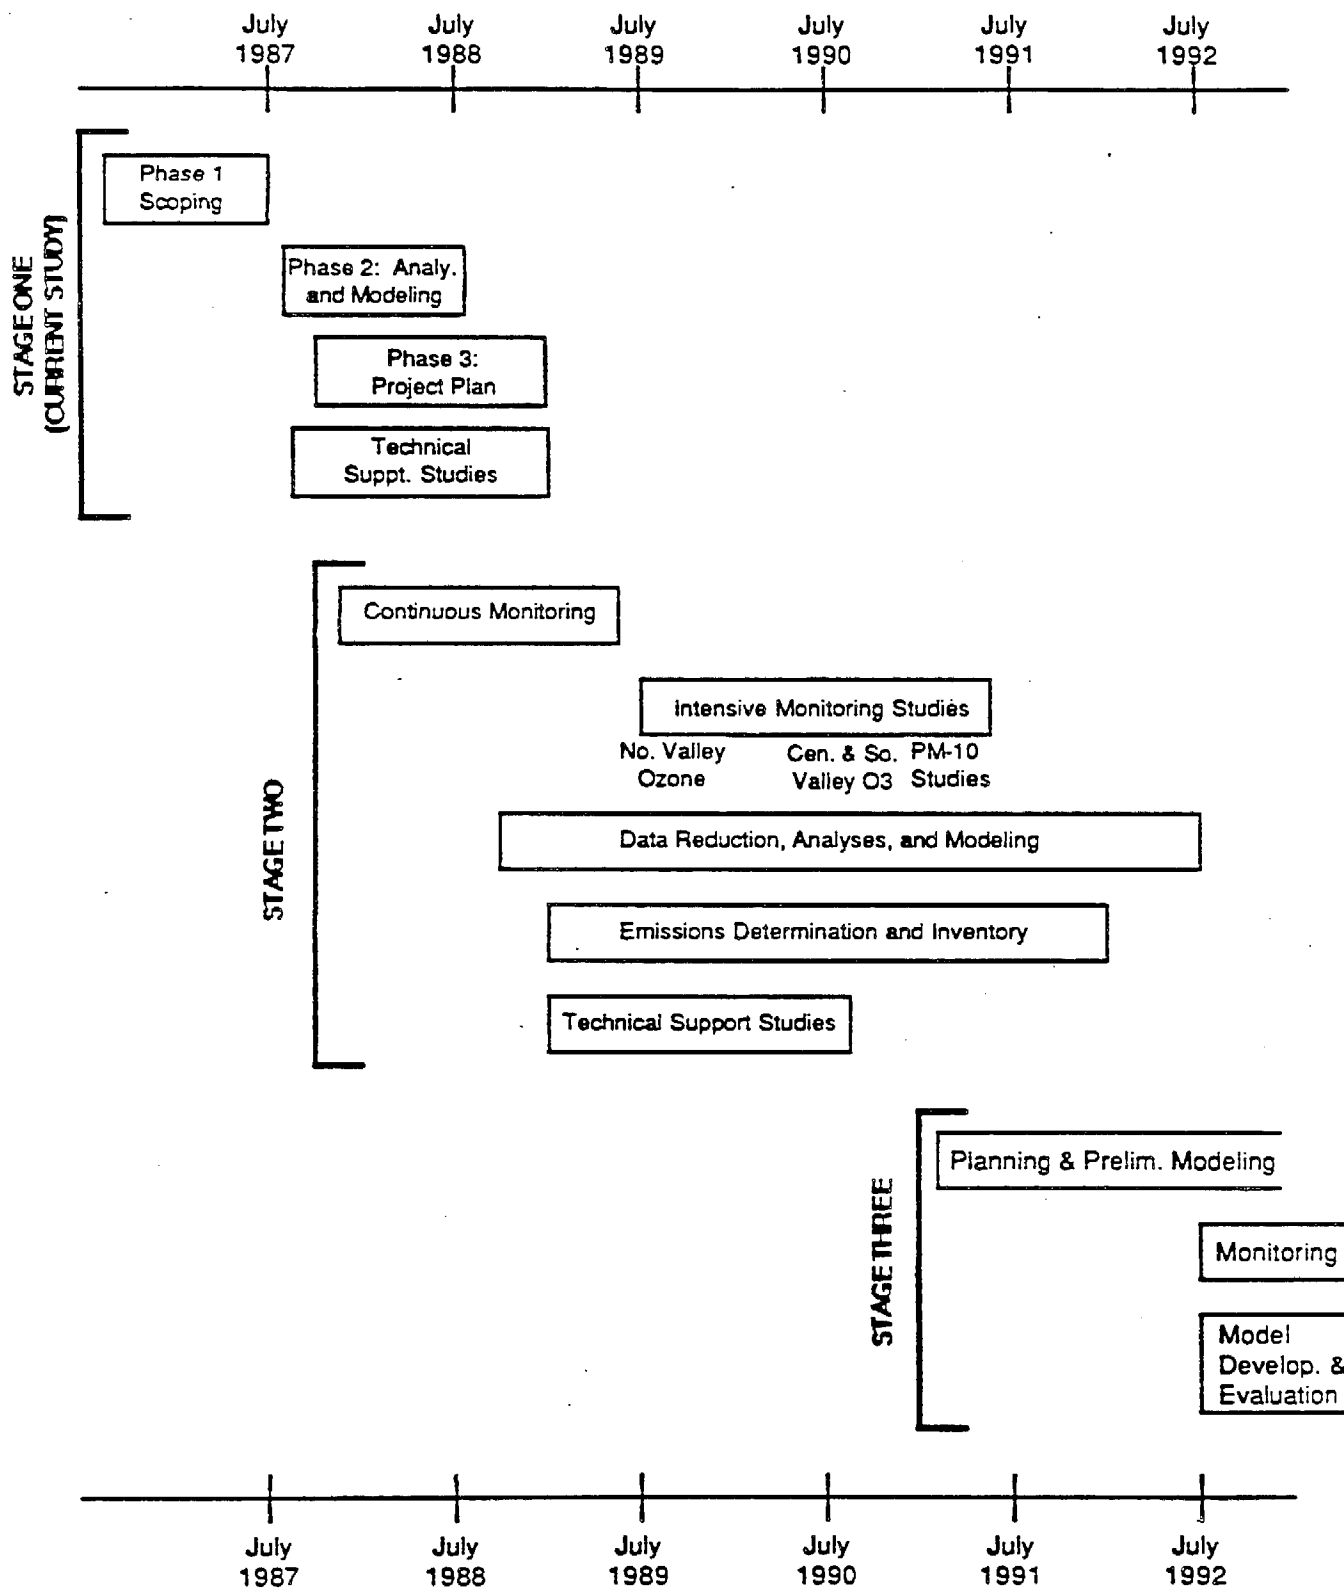 July July July July July July
1987 1988 1989 1990 1991 1992
STAGE ONE
(CURRENT STUDY)
Phase 1
Scoping
Phase 2: Analy.
and Modeling
Phase 3:
Project Plan
Technical
Suppt. Studies
STAGE TWO
Continuous Monitoring
Intensive Monitoring Studies
No. Valley Cen. & So. PM-10
Ozone Valley O3 Studies
Data Reduction, Analyses, and Modeling
Emissions Determination and Inventory
Technical Support Studies
STAGE THREE
Planning & Prelim. Modeling
Monitoring
Model
Develop. &
Evaluation
July July July July July July
1987 1988 1989 1990 1991 1992